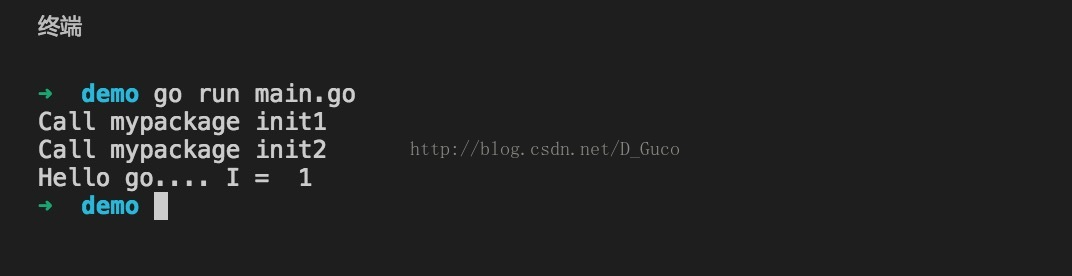 终端
➜  demo go run main.go
Call mypackage init1
Call mypackage init2
http://blog.csdn.net/D_Guco
Hello go.... I =  1
➜  demo